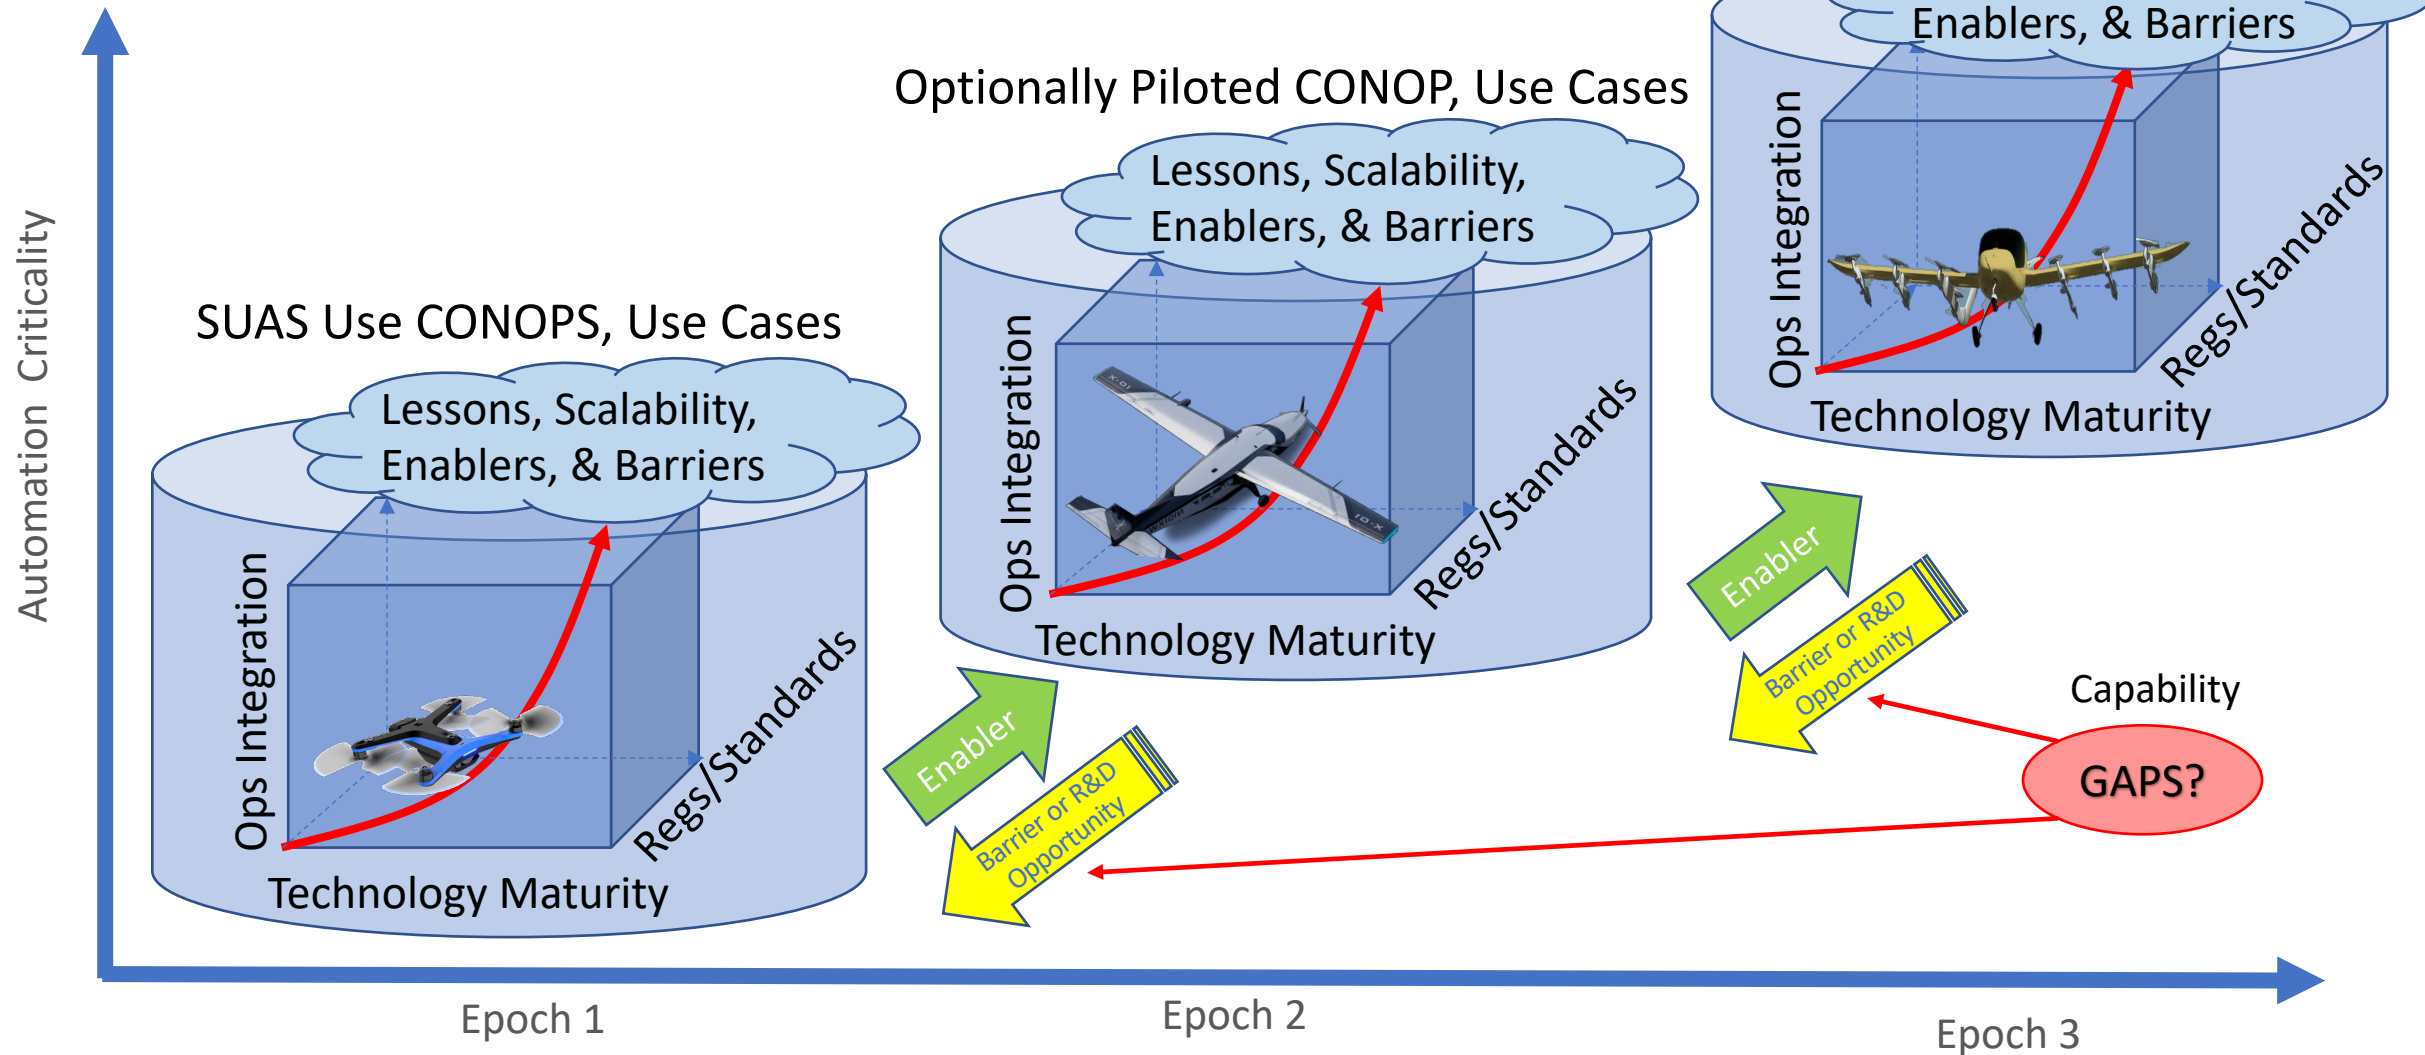 Enablers, & Barriers
Ops Integration
Regs/Standards
Technology Maturity
Optionally Piloted CONOP, Use Cases
Lessons, Scalability,
Enablers, & Barriers
Ops Integration
X-01
X-01
Regs/Standards
Technology Maturity
SUAS Use CONOPS, Use Cases
Lessons, Scalability,
Enablers, & Barriers
Ops Integration
Regs/Standards
Technology Maturity
Automation Criticality
Enabler
Barrier or R&D
Opportunity
Enabler
Barrier or R&D
Opportunity
Capability
GAPS?
Epoch 1
Epoch 2
Epoch 3